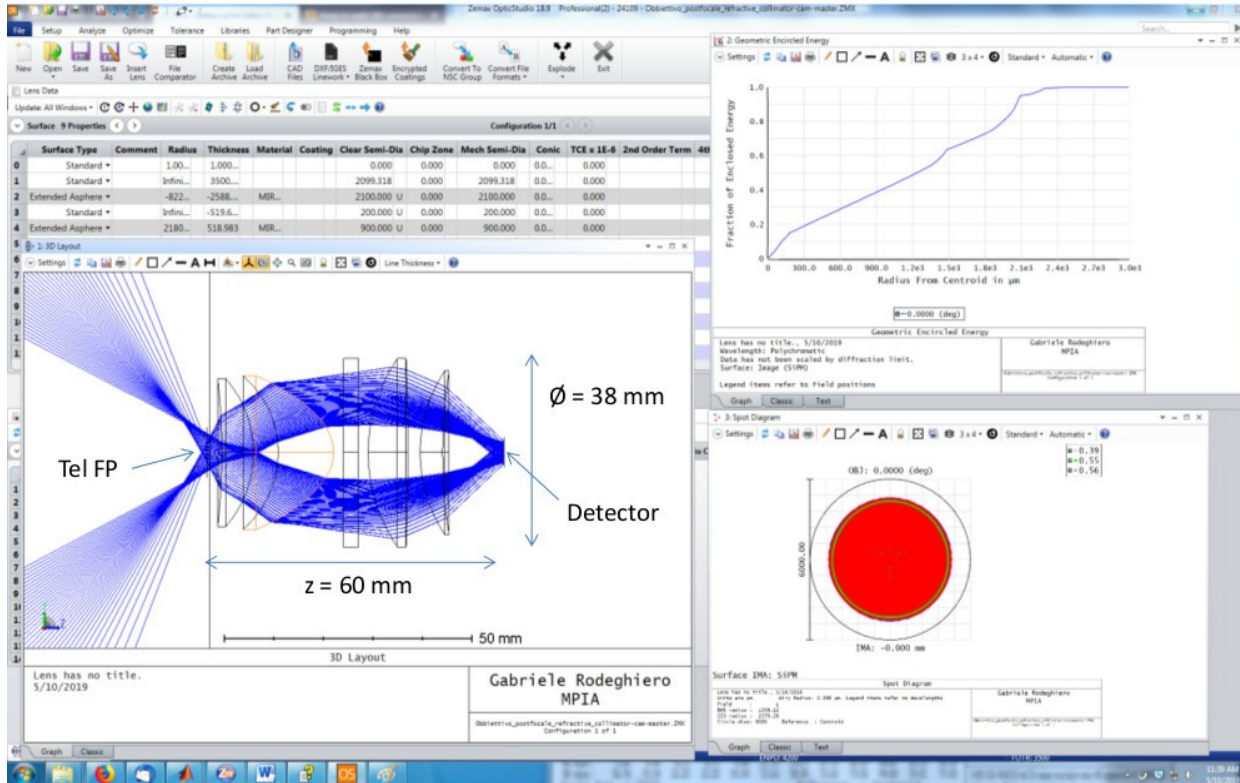 Zemax OpticStudio 18.9 Professional(2) - 24109 - Obbiettivo_postfocale_refractive_collimator-cam-master.ZMX
File Setup Analyze Optimize Tolerance Libraries Part Designer Programming Help
Search...
New Open Save Save As Insert Lens File Comparator Create Archive Load Archive CAD Files DXF/IGES Linework Zemax Black Box Encrypted Coatings Convert To NSC Group Convert File Formats Explode Exit
Lens Data
Update: All Windows
Surface 9 Properties Configuration 1/1
Surface Type Comment Radius Thickness Material Coating Clear Semi-Dia Chip Zone Mech Semi-Dia Conic TCE x 1E-6 2nd Order Term 4th
0 Standard 1.00... 1.000... 0.000 0.000 0.000 0.0... 0.000
1 Standard Infini... 3500... 2099.318 0.000 2099.318 0.0... 0.000
2 Extended Asphere -822... -2588... MIR... 2100.000 U 0.000 2100.000 0.0... 0.000
3 Standard Infini... -519.6... 200.000 U 0.000 200.000 0.0... 0.000
4 Extended Asphere 2180... 518.983 MIR... 900.000 U 0.000 900.000 0.0... 0.000
1: 3D Layout
Settings Line Thickness
Tel FP
Ø = 38 mm
Detector
z = 60 mm
50 mm
3D Layout
Lens has no title.
5/10/2019
Gabriele Rodeghiero
MPIA
Obbiettivo_postfocale_refractive_collimator-cam-master.ZMX
Configuration 1 of 1
Graph Classic
2: Geometric Encircled Energy
Settings 3 x 4 Standard Automatic
Fraction of Enclosed Energy
1.0
0.8
0.6
0.4
0.2
0
0 300.0 600.0 900.0 1.2e3 1.5e3 1.8e3 2.1e3 2.4e3 2.7e3 3.0e3
Radius From Centroid in µm
0.0000 (deg)
Geometric Encircled Energy
Lens has no title., 5/10/2019
Wavelength: Polychromatic
Data has not been scaled by diffraction limit.
Surface: Image (SiPM)
Legend items refer to Field positions
Gabriele Rodeghiero
MPIA
Graph Classic Text
3: Spot Diagram
Settings 3 x 4 Standard Automatic
0.39
0.55
0.56
OBJ: 0.0000 (deg)
6000.00
IMA: -0.000 mm
Surface IMA: SiPM
Spot Diagram
Gabriele Rodeghiero
MPIA
Graph Classic Text
11:39 AM
5/10/2019